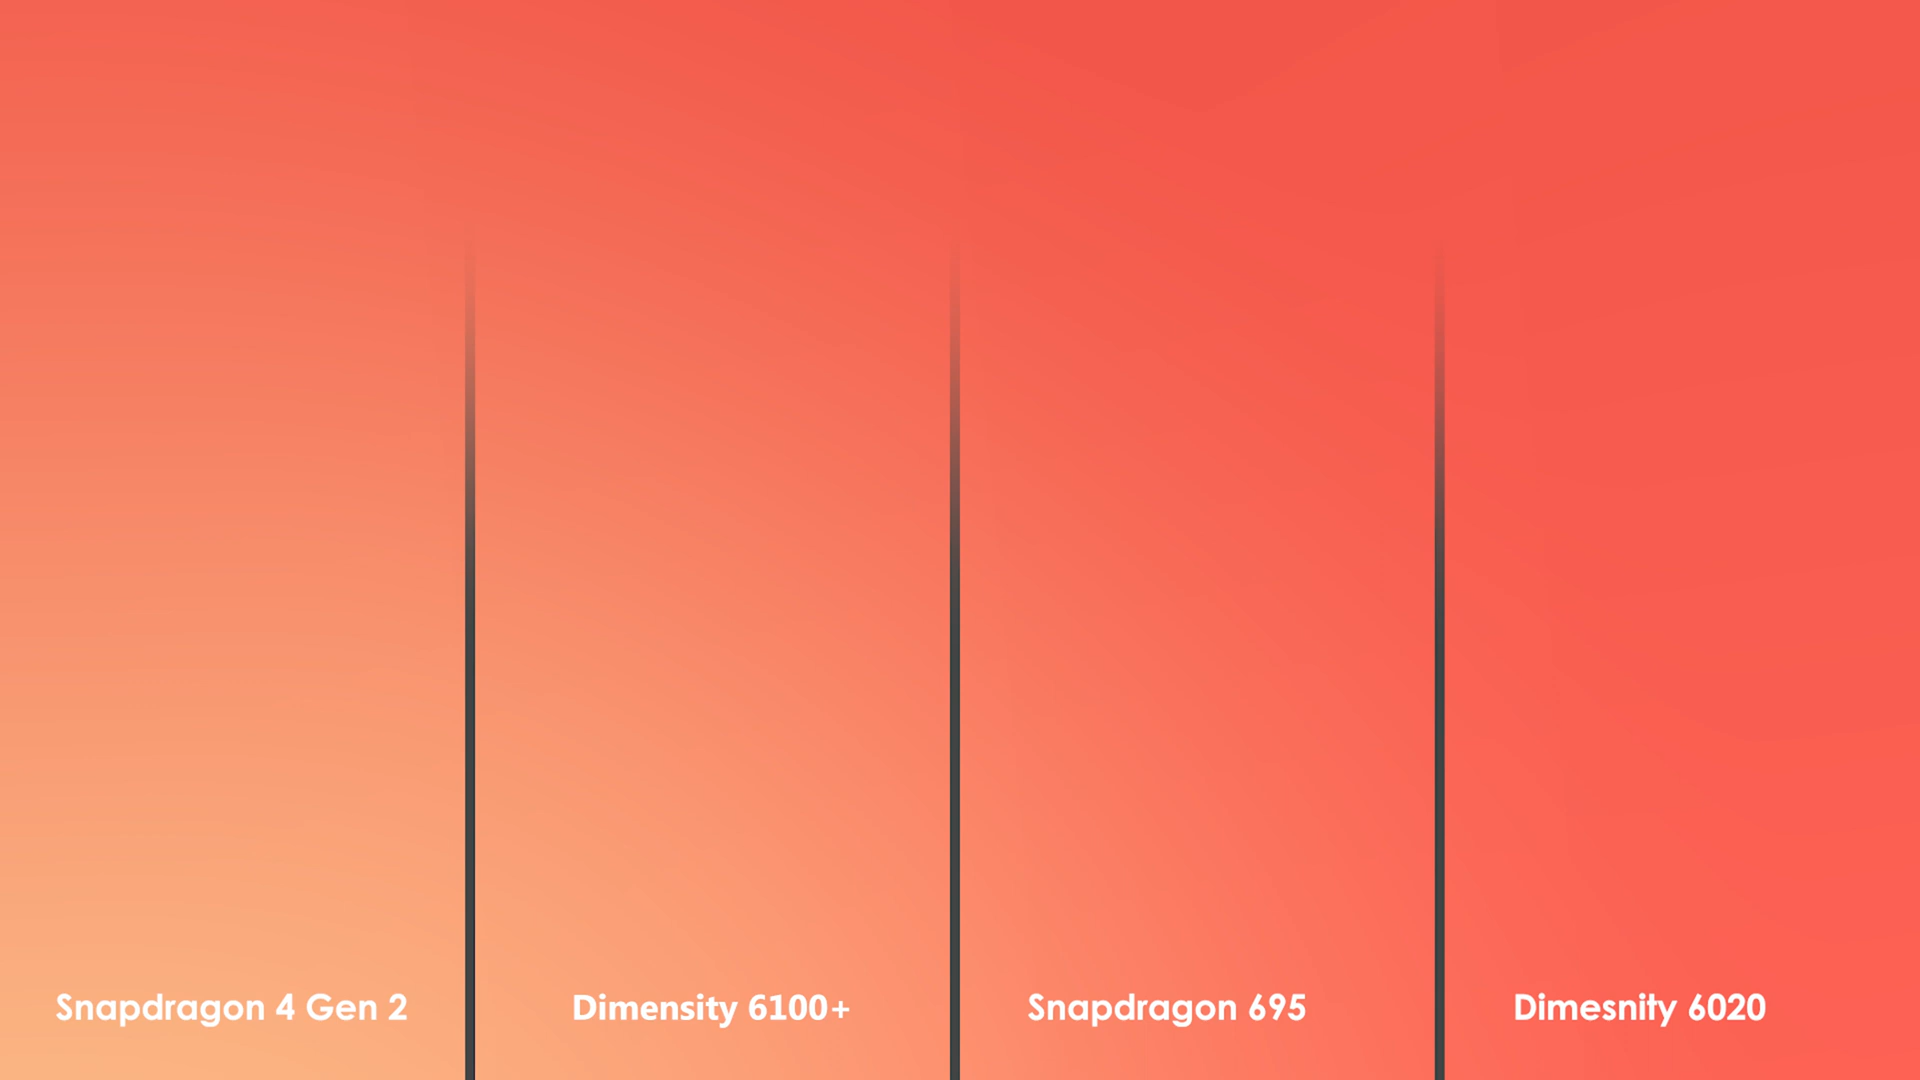 Snapdragon 4 Gen 2
Dimensity 6100+
Snapdragon 695
Dimesnity 6020